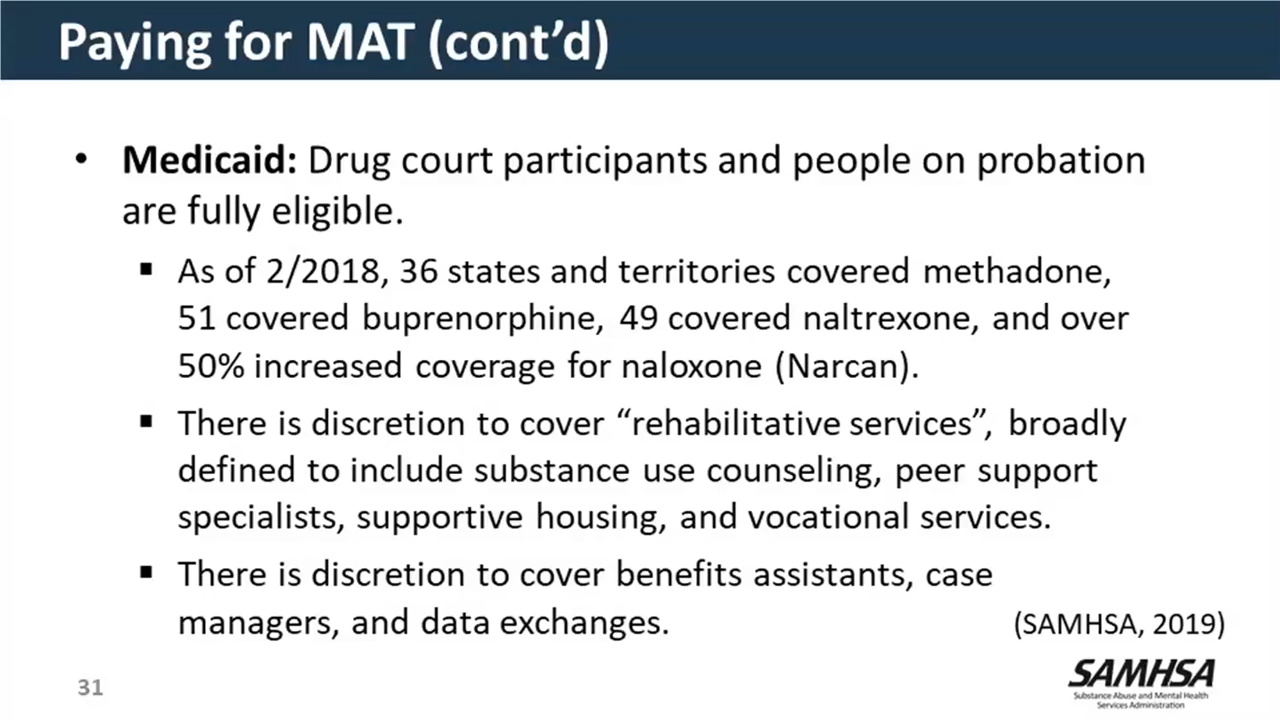 Paying for MAT (cont’d)
• Medicaid: Drug court participants and people on probation
are fully eligible.
▪ As of 2/2018, 36 states and territories covered methadone,
51 covered buprenorphine, 49 covered naltrexone, and over
50% increased coverage for naloxone (Narcan).
▪ There is discretion to cover “rehabilitative services”, broadly
defined to include substance use counseling, peer support
specialists, supportive housing, and vocational services.
▪ There is discretion to cover benefits assistants, case
managers, and data exchanges.
(SAMHSA, 2019)
31
SAMHSA
Substance Abuse and Mental Health
Services Administration